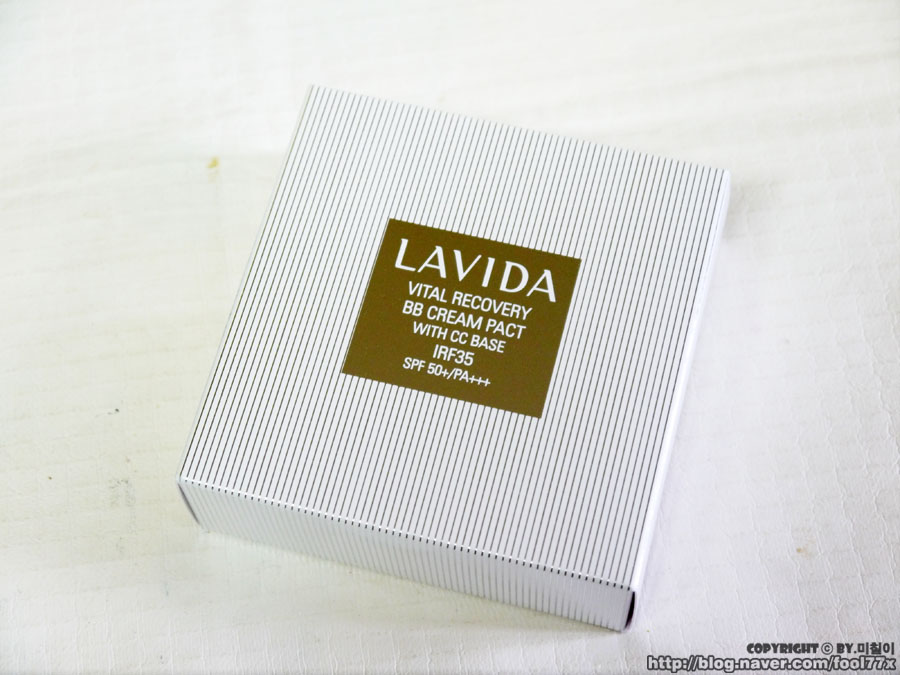 LAVIDA
VITAL RECOVERY
BB CREAM PACT
WITH CC BASE
IRF35
SPF 50+/PA+++
COPYRIGHT © BY.미칠이
http://blog.naver.com/fool77x